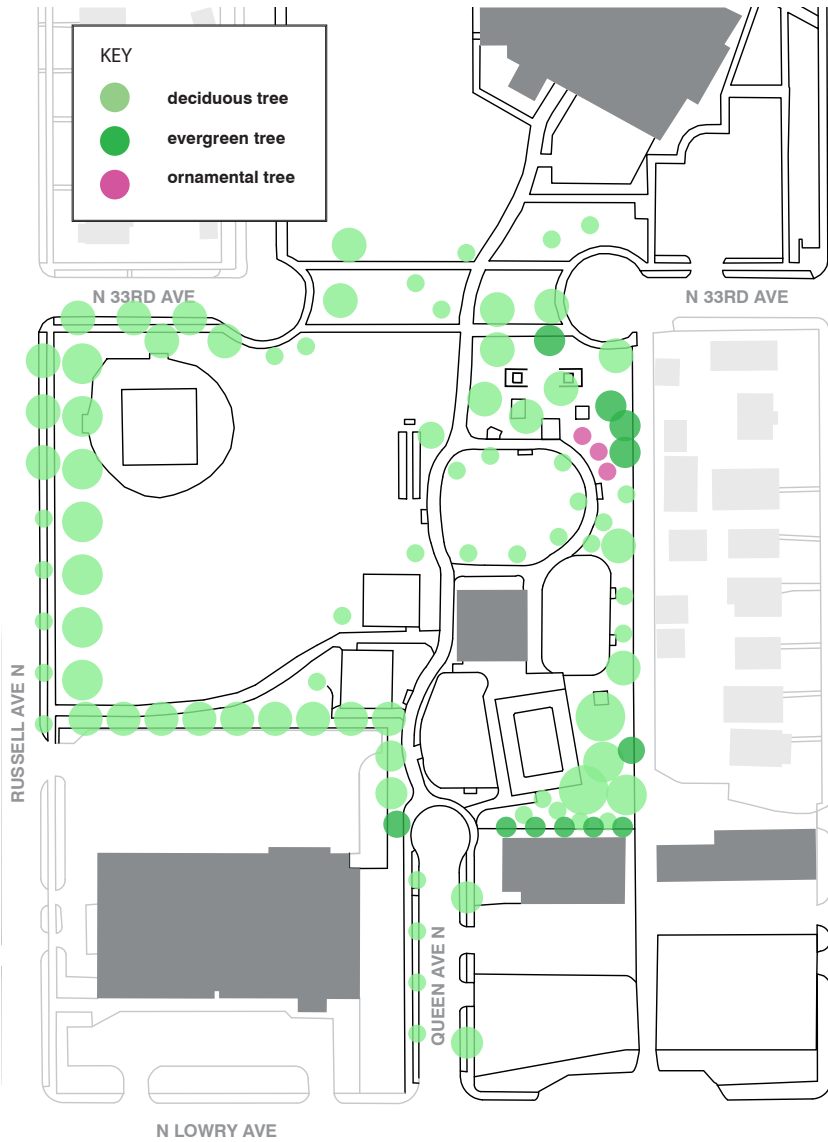 KEY
deciduous tree
evergreen tree
ornamental tree
N 33RD AVE
N 33RD AVE
RUSSELL AVE N
QUEEN AVE N
N LOWRY AVE